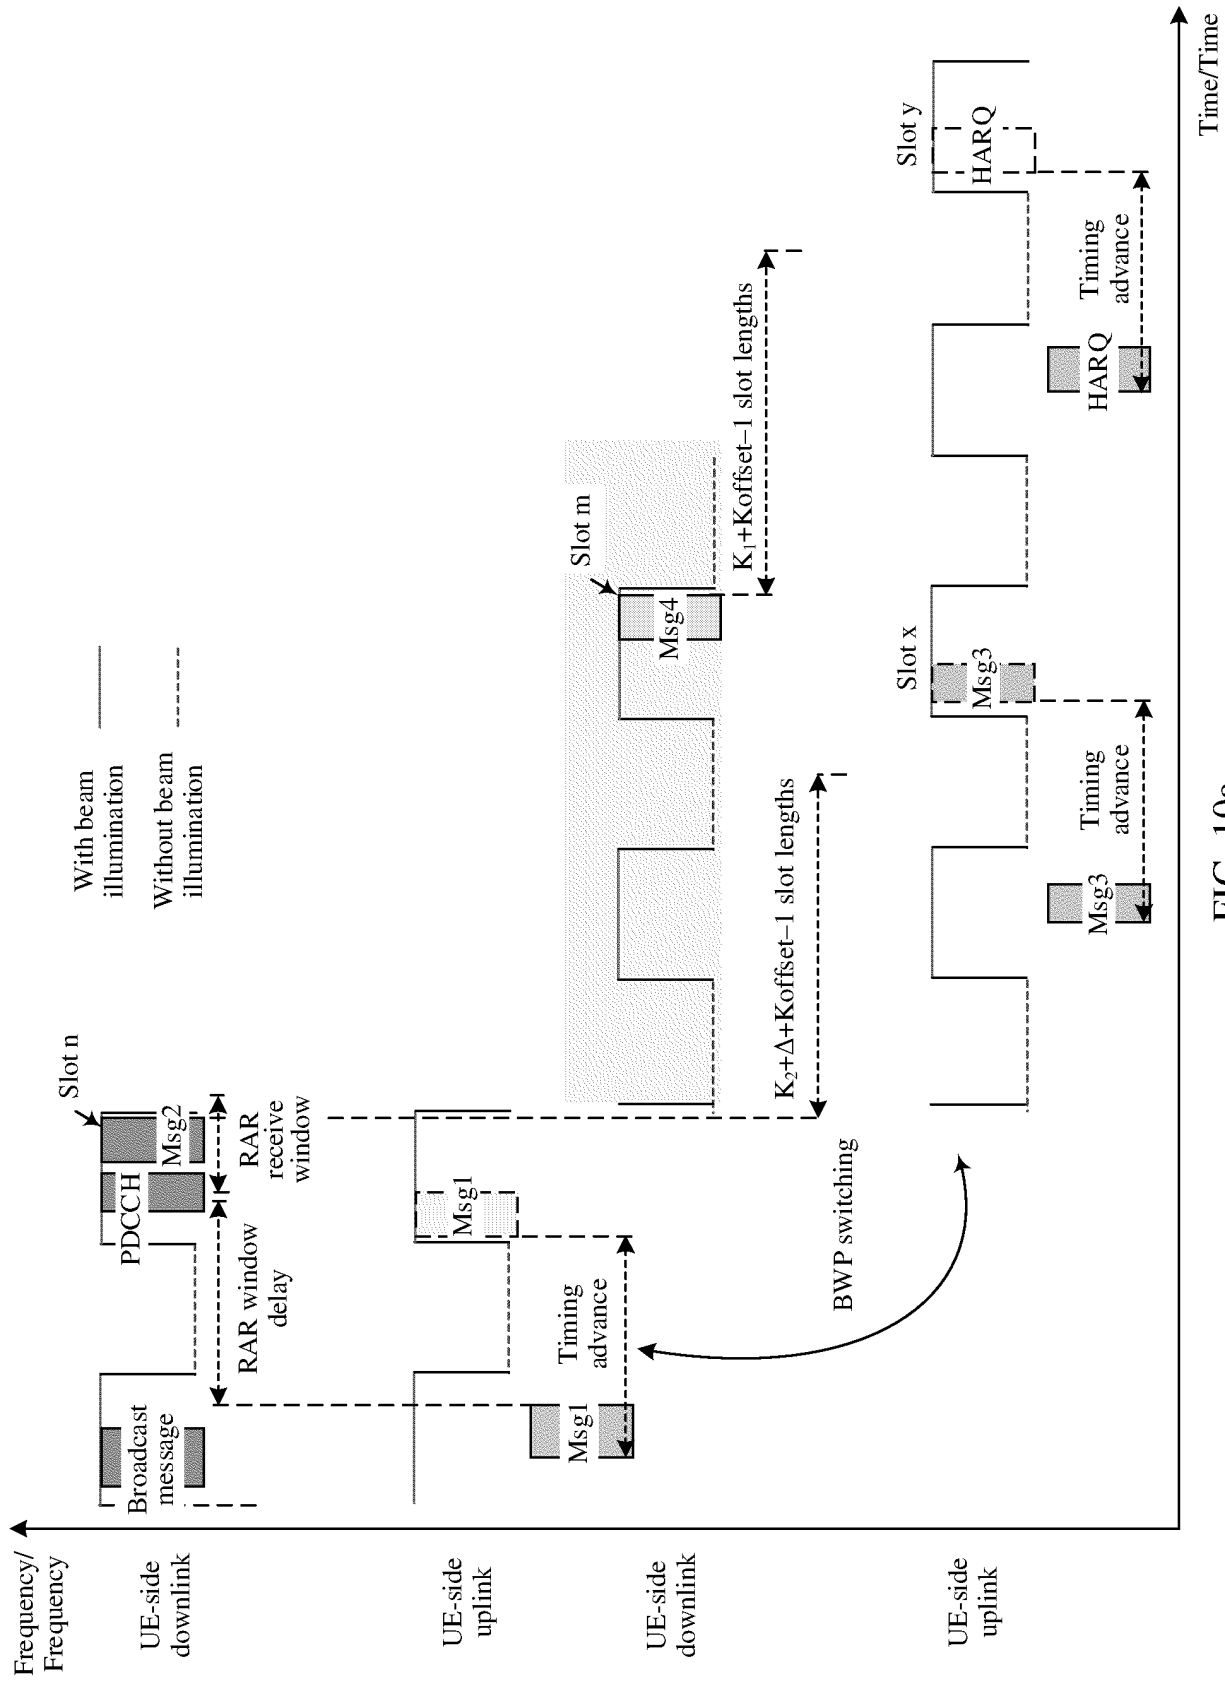 Frequency/
Frequency
With beam
illumination
Without beam
illumination
UE-side
downlink
Broadcast
message
PDCCH
Msg2
Slot n
RAR window
delay
RAR
receive
window
UE-side
uplink
Msg1
Msg1
Timing
advance
BWP switching
UE-side
downlink
Msg4
Slot m
K₂+Δ+Koffset–1 slot lengths
K₁+Koffset–1 slot lengths
UE-side
uplink
Slot x
Msg3
Slot y
HARQ
Msg3
Timing
advance
HARQ
Timing
advance
Time/Time